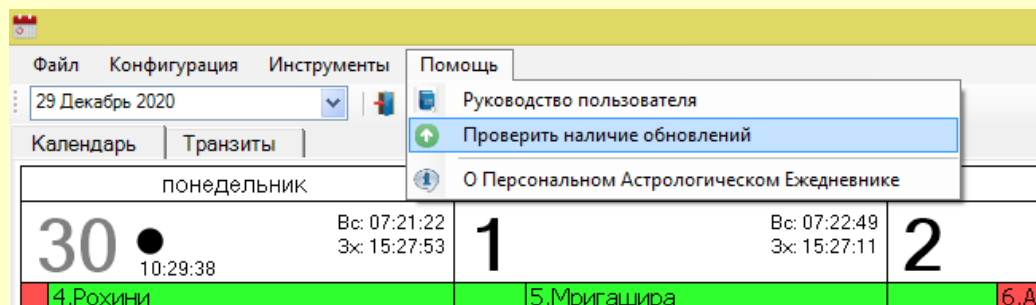 Файл Конфигурация Инструменты Помощь
29 Декабрь 2020
Руководство пользователя
Проверить наличие обновлений
О Персональном Астрологическом Ежедневнике
Календарь Транзиты
понедельник
30 10:29:38 Вс: 07:21:22
Зх: 15:27:53
1 Вс: 07:22:49
Зх: 15:27:11
2
4.Рохини 5.Мригашира 6.А